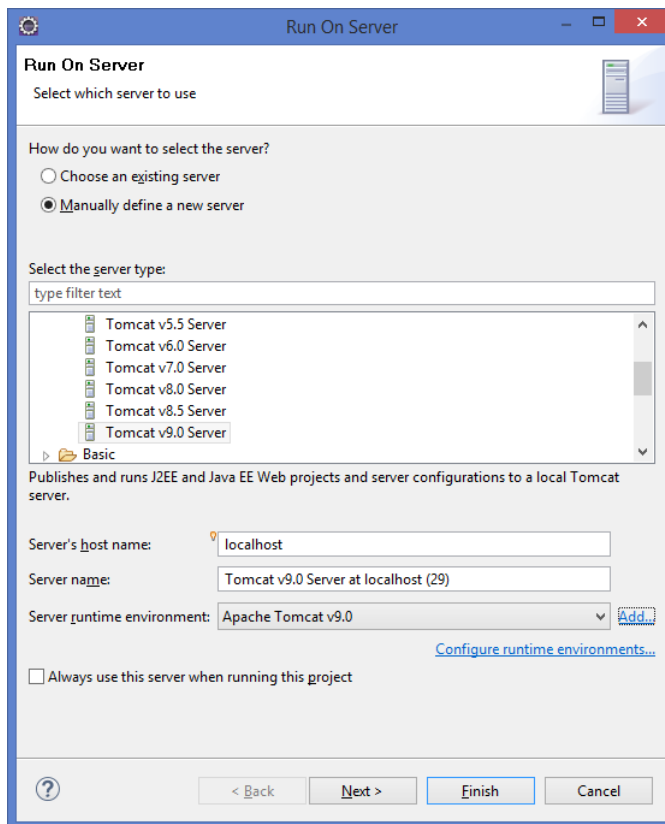 Run On Server
Run On Server
Select which server to use
How do you want to select the server?
Choose an existing server
Manually define a new server
Select the server type:
type filter text
Tomcat v5.5 Server
Tomcat v6.0 Server
Tomcat v7.0 Server
Tomcat v8.0 Server
Tomcat v8.5 Server
Tomcat v9.0 Server
Basic
Publishes and runs J2EE and Java EE Web projects and server configurations to a local Tomcat
server.
Server's host name: localhost
Server name: Tomcat v9.0 Server at localhost (29)
Server runtime environment: Apache Tomcat v9.0 Add...
Configure runtime environments...
Always use this server when running this project
? < Back Next > Finish Cancel